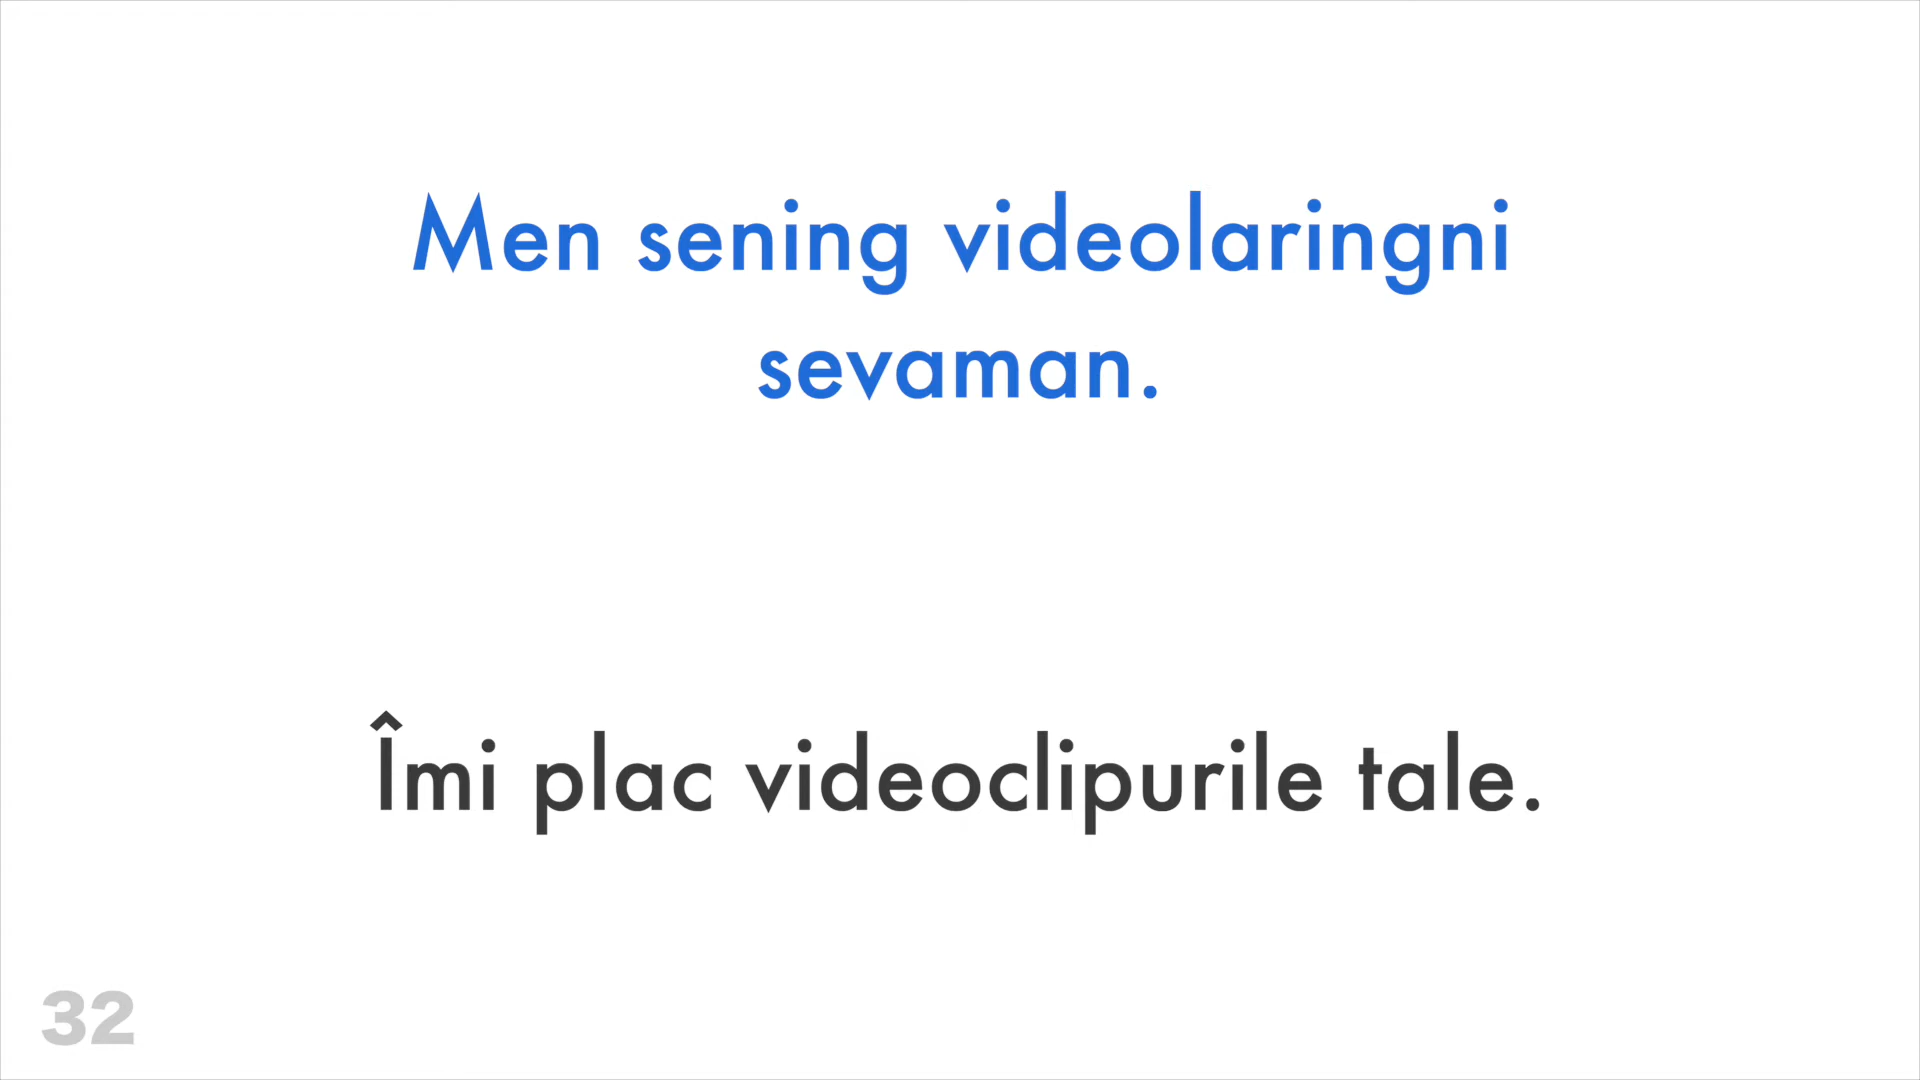 Men sening videolaringni
sevaman.
Îmi plac videoclipurile tale.
32